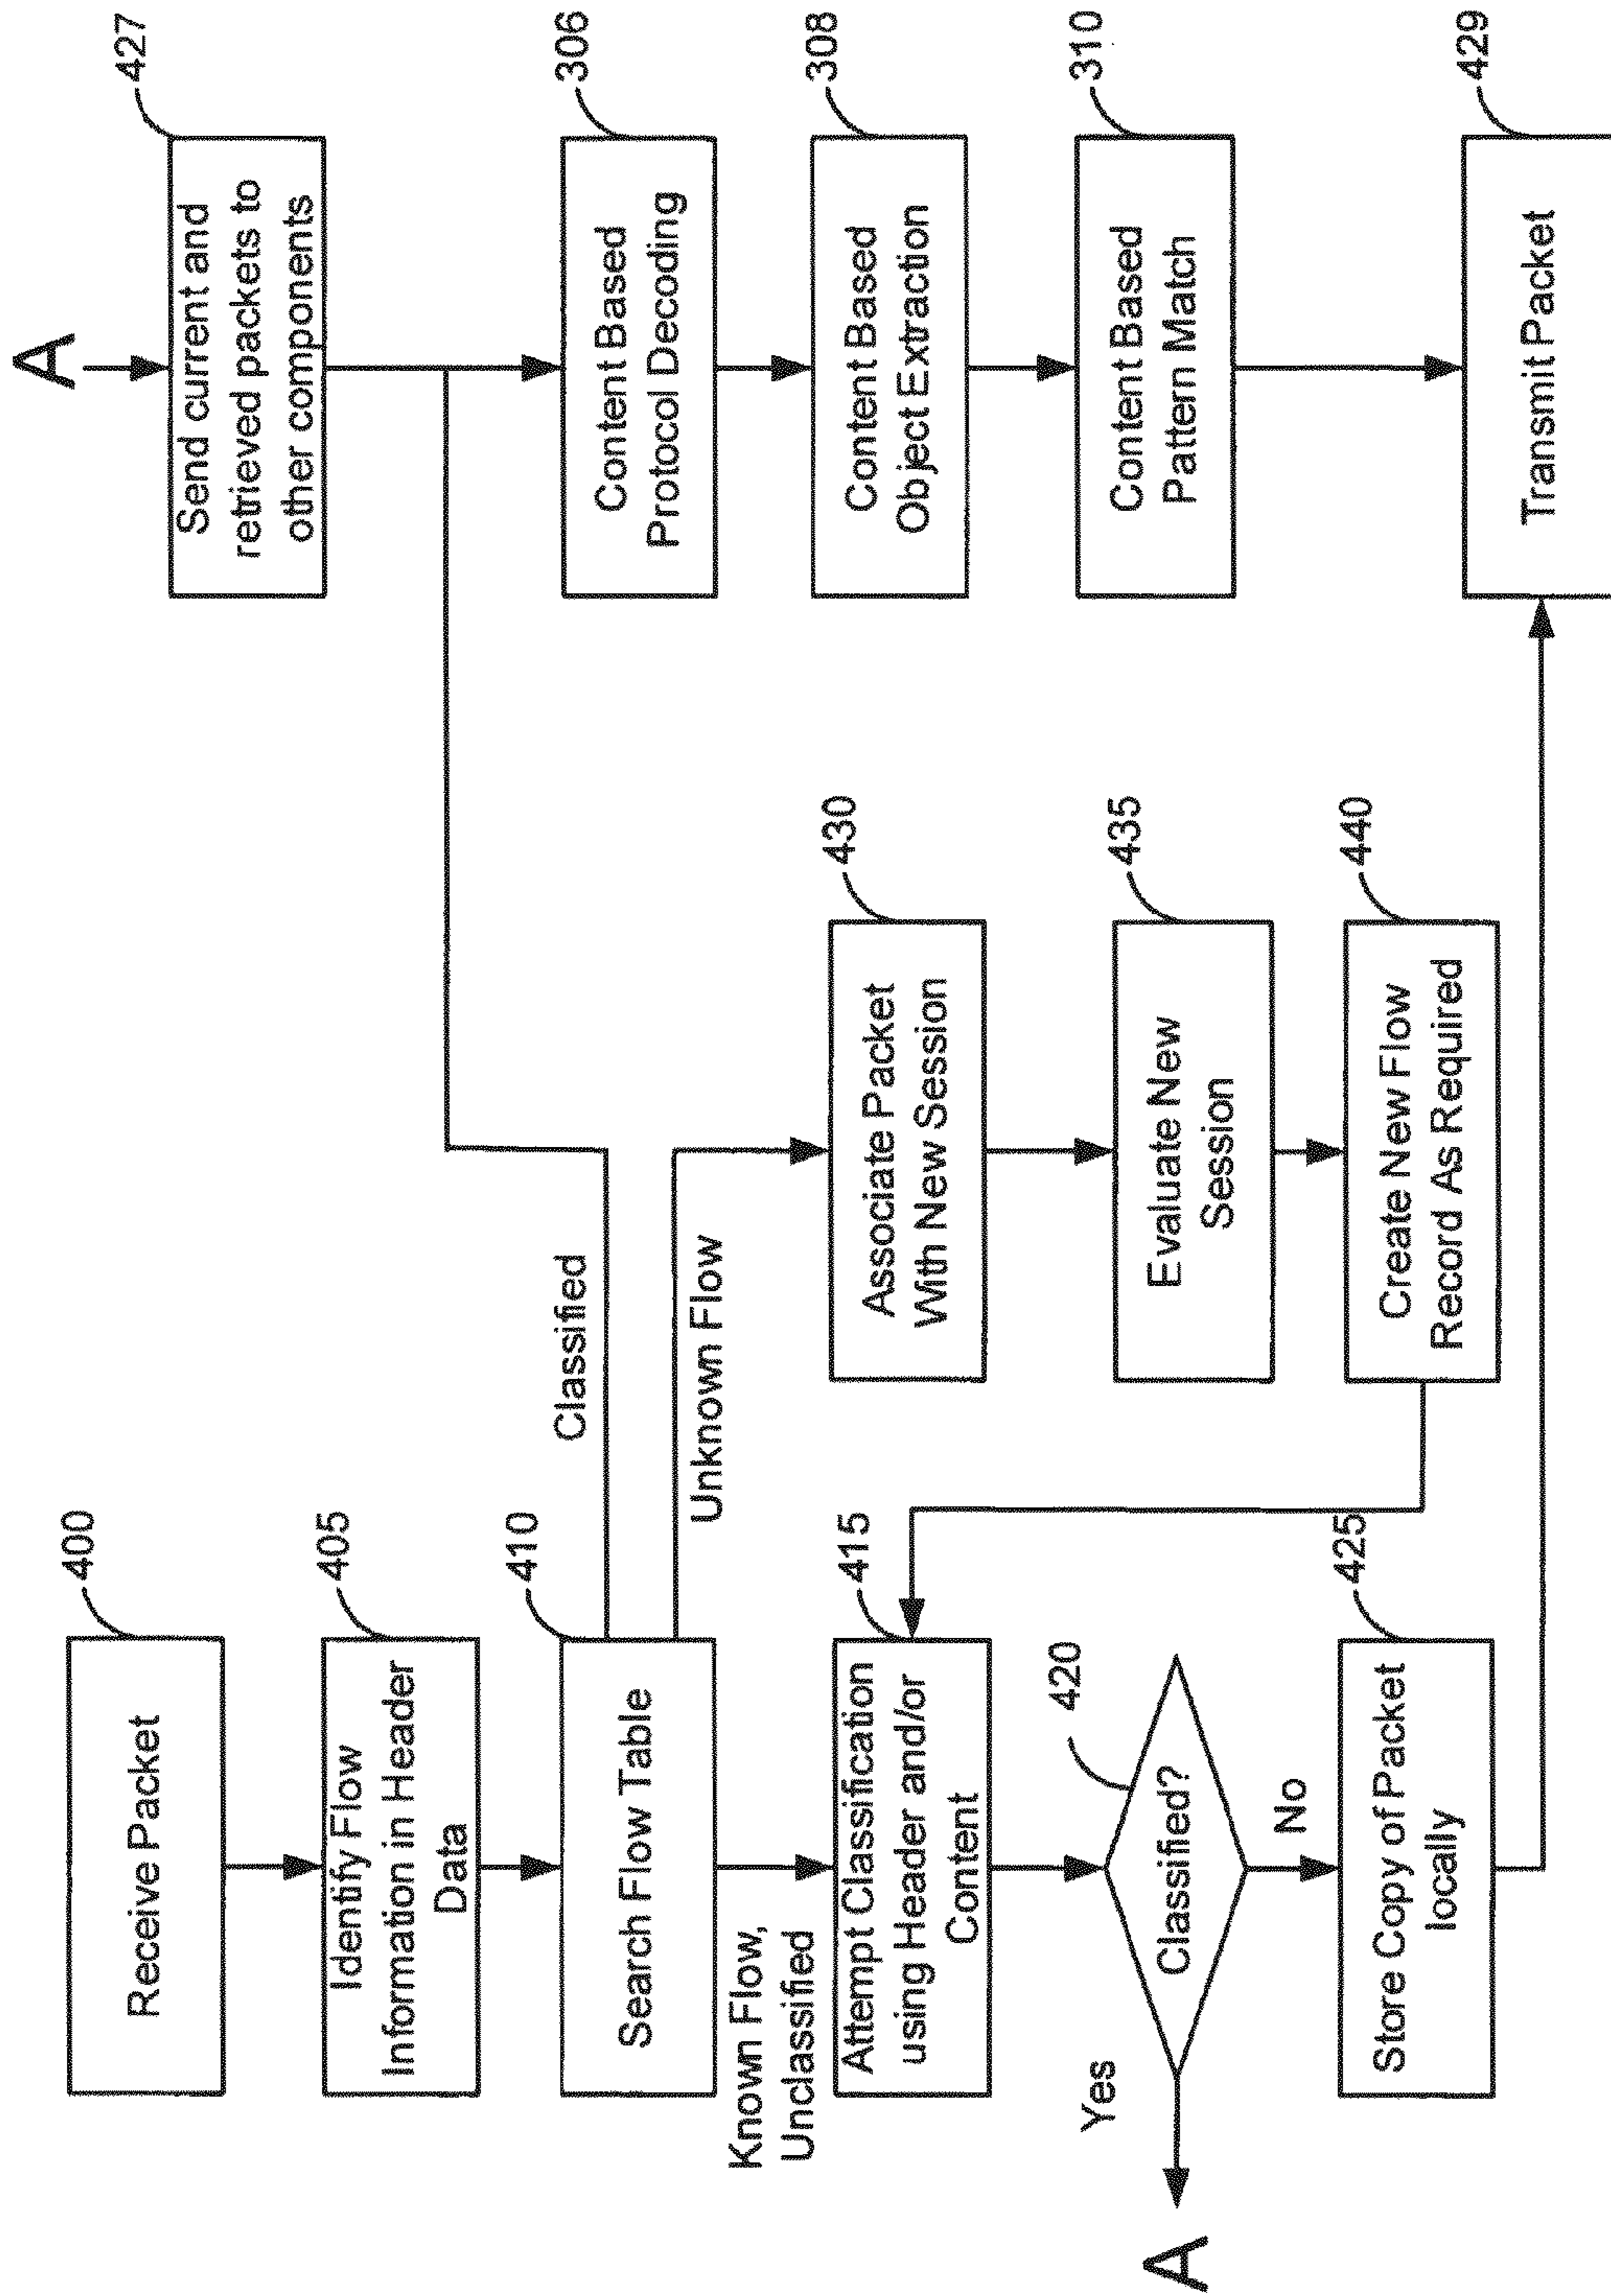 400
Receive Packet
405
Identify Flow
Information in Header
Data
410
Search Flow Table
Classified
Unknown Flow
Known Flow,
Unclassified
415
Attempt Classification
using Header and/or
Content
420
Classified?
Yes
A
No
425
Store Copy of Packet
locally
430
Associate Packet
With New Session
435
Evaluate New
Session
440
Create New Flow
Record As Required
A
427
Send current and
retrieved packets to
other components
306
Content Based
Protocol Decoding
308
Content Based
Object Extraction
310
Content Based
Pattern Match
429
Transmit Packet